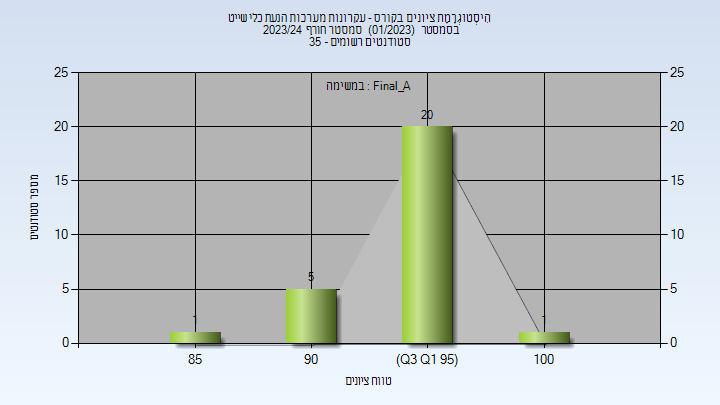 היסטוגרמת ציונים בקורס - עקרונות מערכות הנעת כלי שייט
בסמסטר (01/2023) סמסטר חורף 2023/24
סטודנטים רשומים - 35
במשימה : Final_A
25 25
20 20
15 15
10 10
5 5
0 0
1
5
20
1
מספר סטודנטים
85 90 (Q3 Q1 95) 100
טווח ציונים